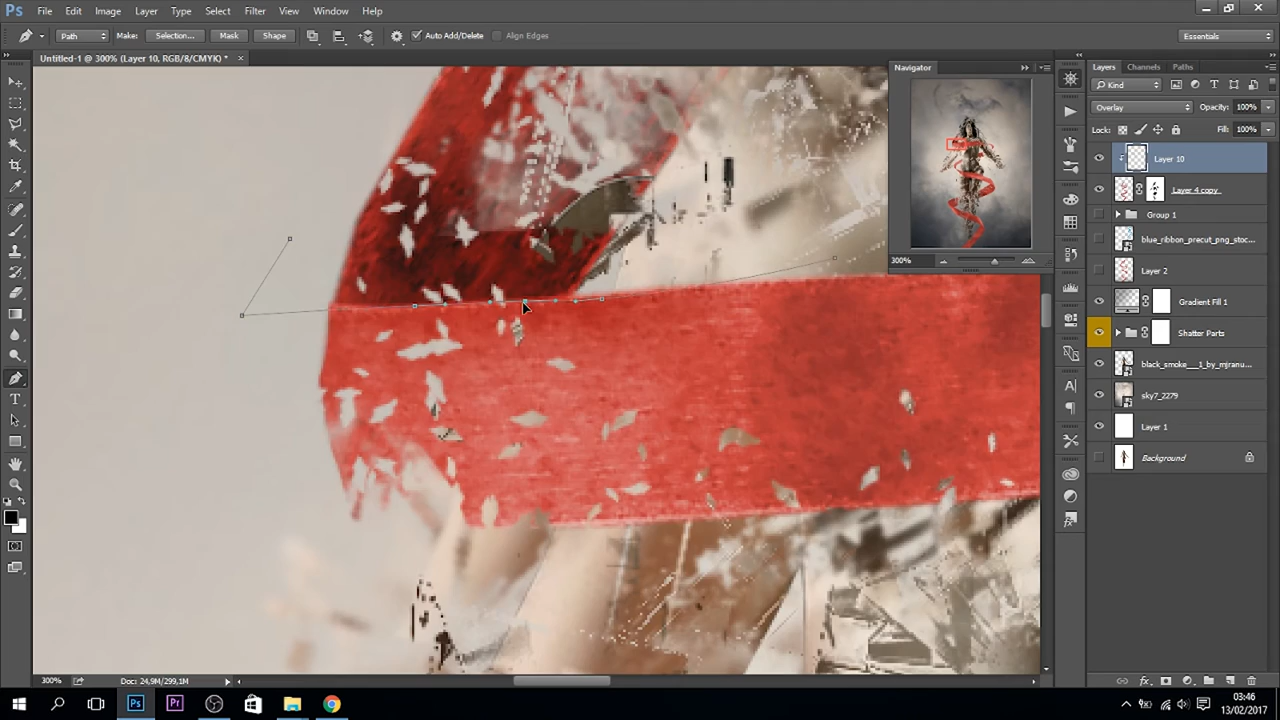 Ps File Edit Image Layer Type Select Filter View Window Help
Path Make: Selection... Mask Shape Auto Add/Delete Align Edges Essentials
Untitled-1 @ 300% (Layer 10, RGB/8/CMYK) * ×
Navigator
300%
Layers Channels Paths
Kind
Overlay Opacity: 100%
Lock: Fill: 100%
Layer 10
Layer 4 copy
Group 1
blue_ribbon_precut_png_stoc...
Layer 2
Gradient Fill 1
Shatter Parts
black_smoke___1_by_mjranu...
sky7_2279
Layer 1
Background
300% Doc: 24,9M/299,1M
Ps Pr
03:46
13/02/2017